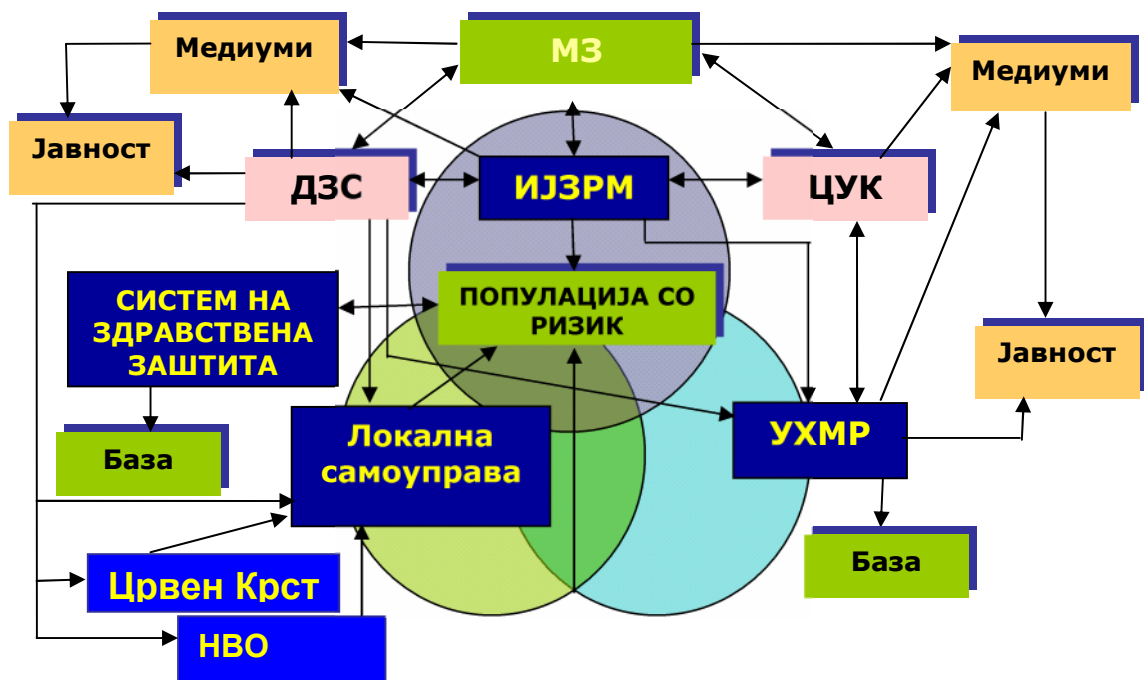 Медиуми
МЗ
Медиуми
Јавност
ДЗС
ИЈЗРМ
ЦУК
СИСТЕМ НА
ЗДРАВСТВЕНА
ЗАШТИТА
ПОПУЛАЦИЈА СО
РИЗИК
Јавност
База
Локална
самоуправа
УХМР
База
Црвен Крст
НВО